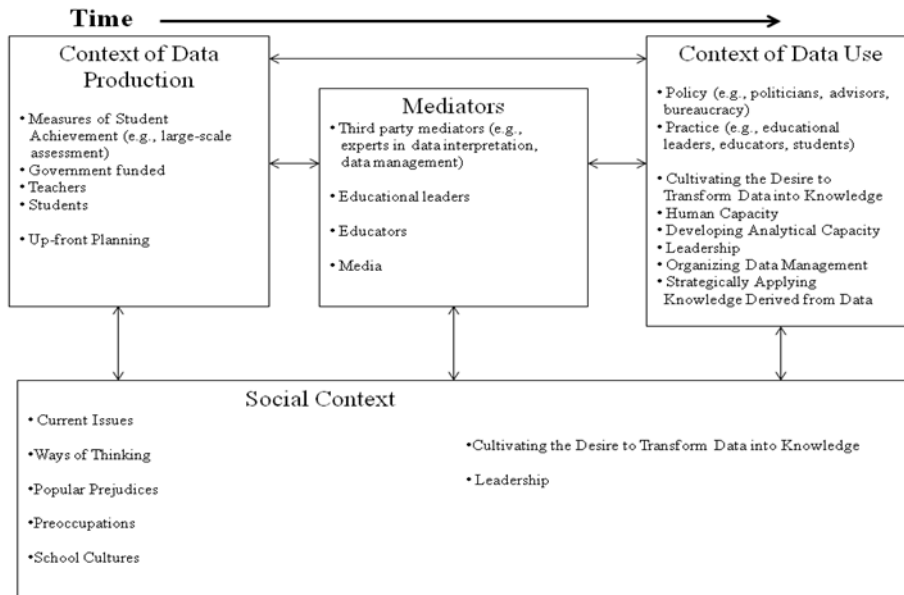 Time
Context of Data
Production
• Measures of Student
Achievement (e.g., large-scale
assessment)
• Government funded
• Teachers
• Students
• Up-front Planning
Mediators
• Third party mediators (e.g.,
experts in data interpretation,
data management)
• Educational leaders
• Educators
• Media
Context of Data Use
• Policy (e.g., politicians, advisors,
bureaucracy)
• Practice (e.g., educational
leaders, educators, students)
• Cultivating the Desire to
Transform Data into Knowledge
• Human Capacity
• Developing Analytical Capacity
• Leadership
• Organizing Data Management
• Strategically Applying
Knowledge Derived from Data
Social Context
• Current Issues
•Ways of Thinking
•Popular Prejudices
•Preoccupations
•School Cultures
•Cultivating the Desire to Transform Data into Knowledge
• Leadership